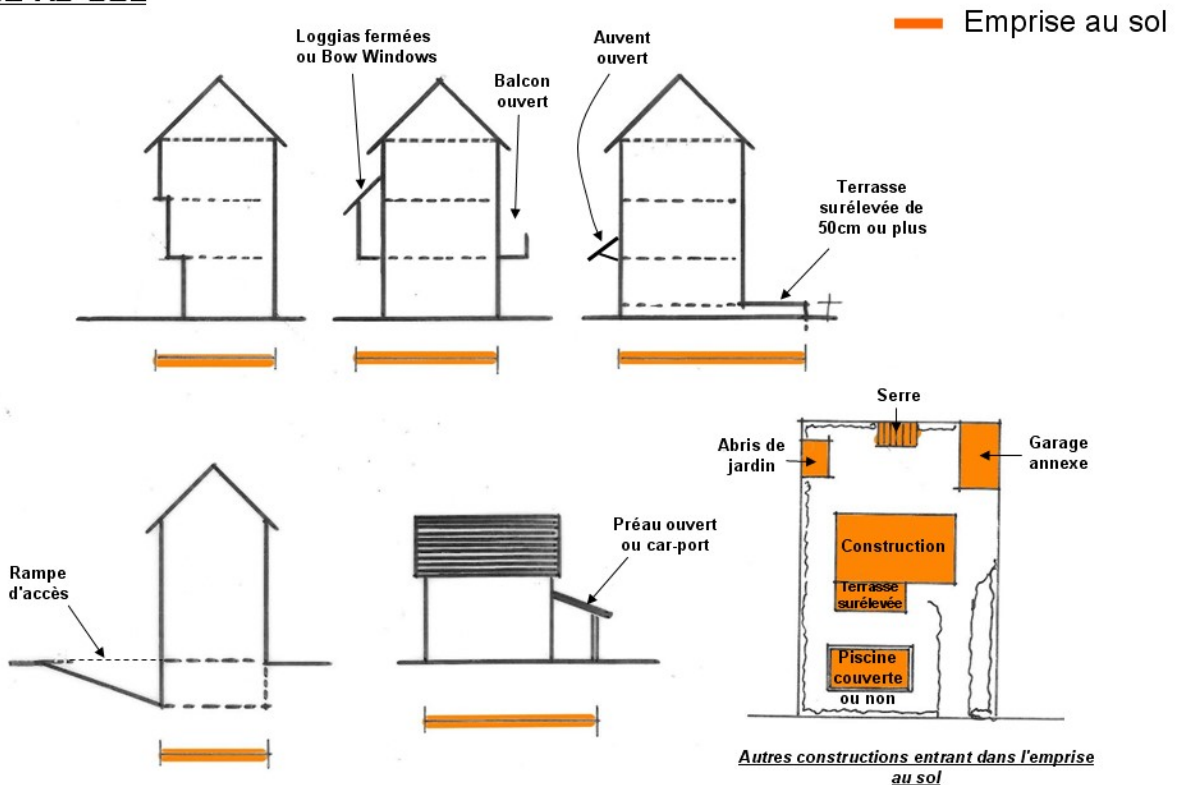 Emprise au sol
Loggias fermées
ou Bow Windows
Balcon
ouvert
Auvent
ouvert
Terrasse
surélevée de
50cm ou plus
Rampe
d'accès
Préau ouvert
ou car-port
Serre
Abris de
jardin
Garage
annexe
Construction
Terrasse
surélevée
Piscine
couverte
ou non
Autres constructions entrant dans l'emprise
au sol